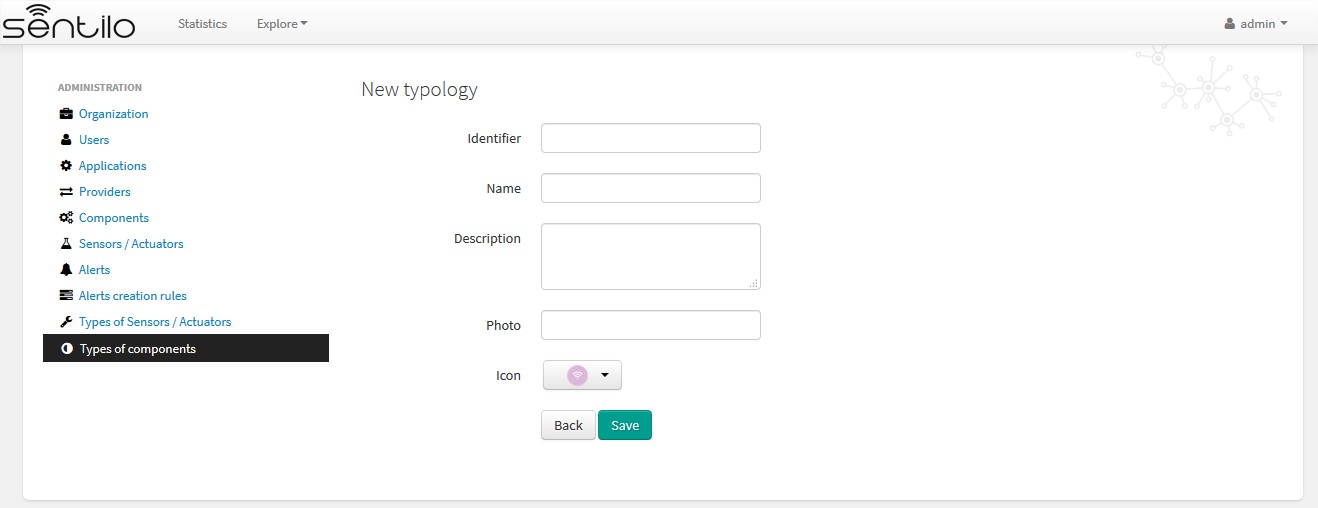 sentilo
Statistics
Explore
admin
ADMINISTRATION
Organization
Users
Applications
Providers
Components
Sensors / Actuators
Alerts
Alerts creation rules
Types of Sensors / Actuators
Types of components
New typology
Identifier
Name
Description
Photo
Icon
Back
Save